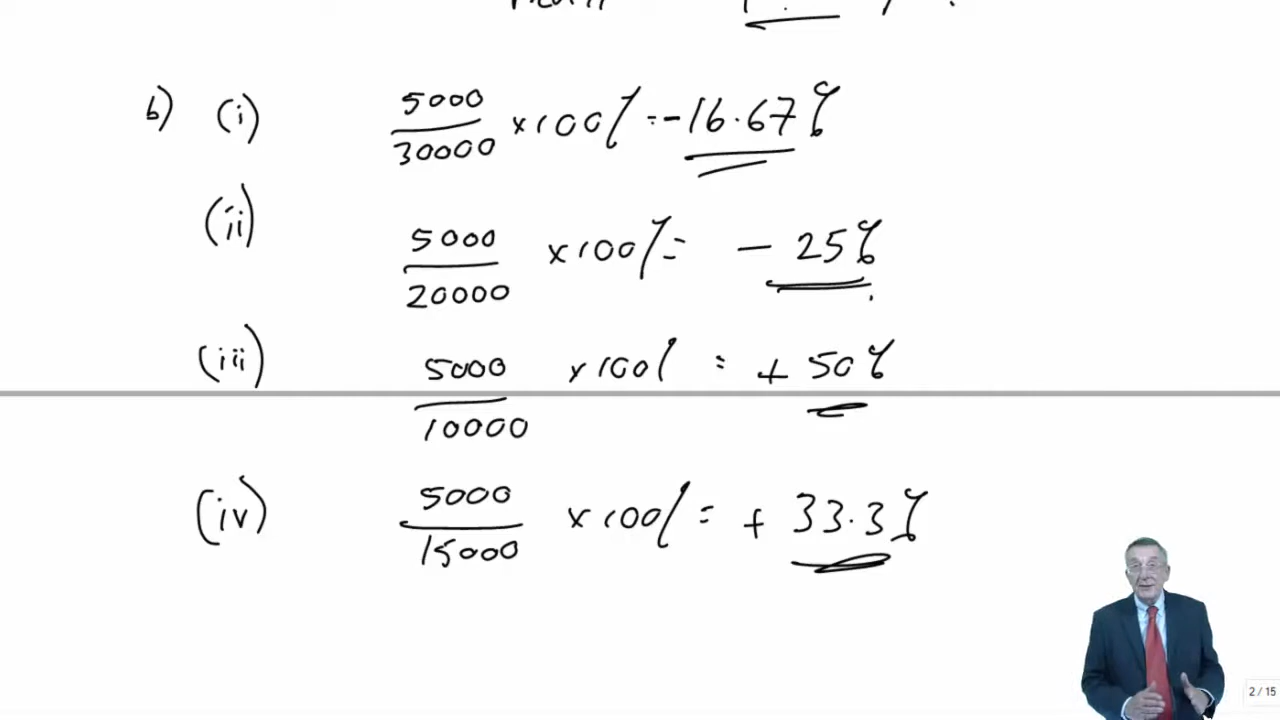 b) (i) 5000/30000 x100% = -16.67%
(ii) 5000/20000 x100% = - 25%
(iii) 5000/10000 x100% = + 50%
(iv) 5000/15000 x100% = + 33.3%
2 / 15